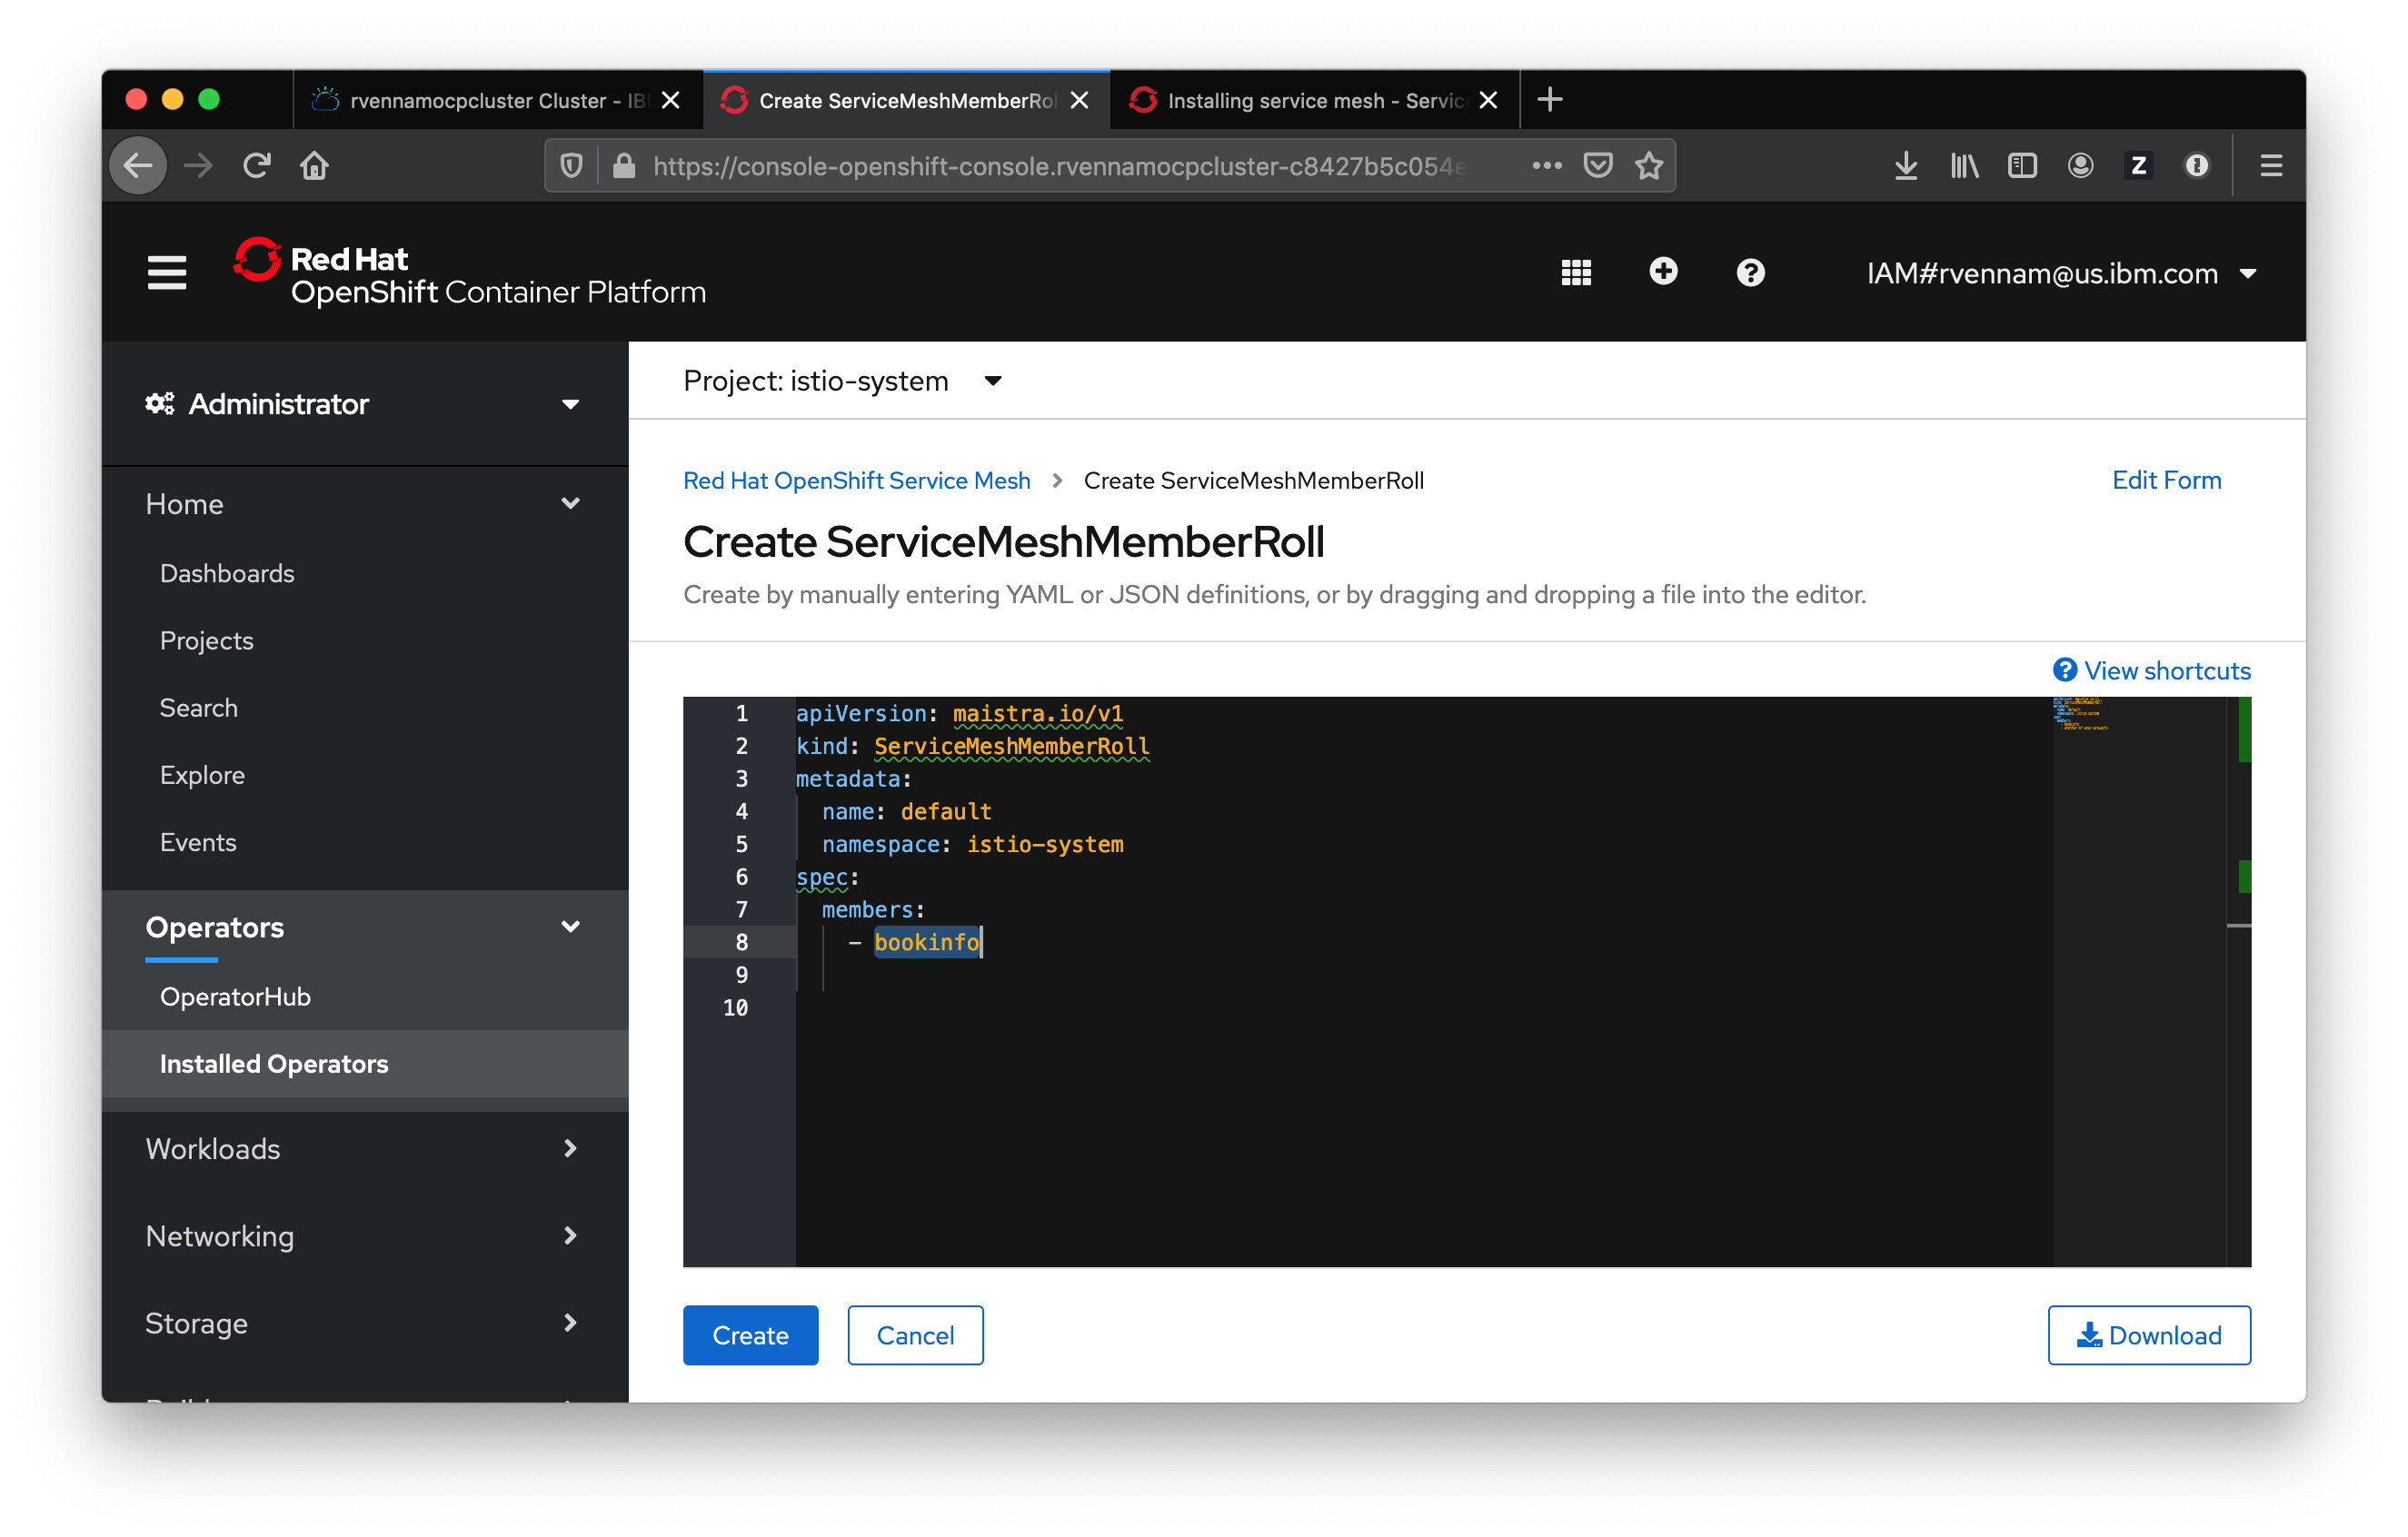 rvennamocpcluster Cluster - IB
Create ServiceMeshMemberRol
Installing service mesh - Servic
https://console-openshift-console.rvennamocpcluster-c8427b5c054e
Z
Red Hat
OpenShift Container Platform
IAM#rvennam@us.ibm.com
Administrator
Home
Dashboards
Projects
Search
Explore
Events
Operators
OperatorHub
Installed Operators
Workloads
Networking
Storage
Project: istio-system
Red Hat OpenShift Service Mesh > Create ServiceMeshMemberRoll
Edit Form
Create ServiceMeshMemberRoll
Create by manually entering YAML or JSON definitions, or by dragging and dropping a file into the editor.
View shortcuts
1 apiVersion: maistra.io/v1
2 kind: ServiceMeshMemberRoll
3 metadata:
4 name: default
5 namespace: istio-system
6 spec:
7 members:
8 - bookinfo
9
10
Create
Cancel
Download